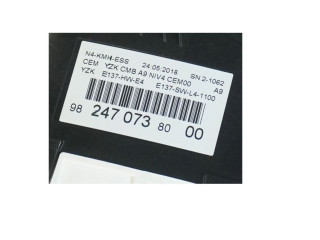 N4-KMH-ESS 24.05.2018 SN 2-1062
CEM YZK CMB A9 NIV4 CEM00 A9
YZK E137-HW-E4 E137-SW-L4-1100
98 247 073 80 00